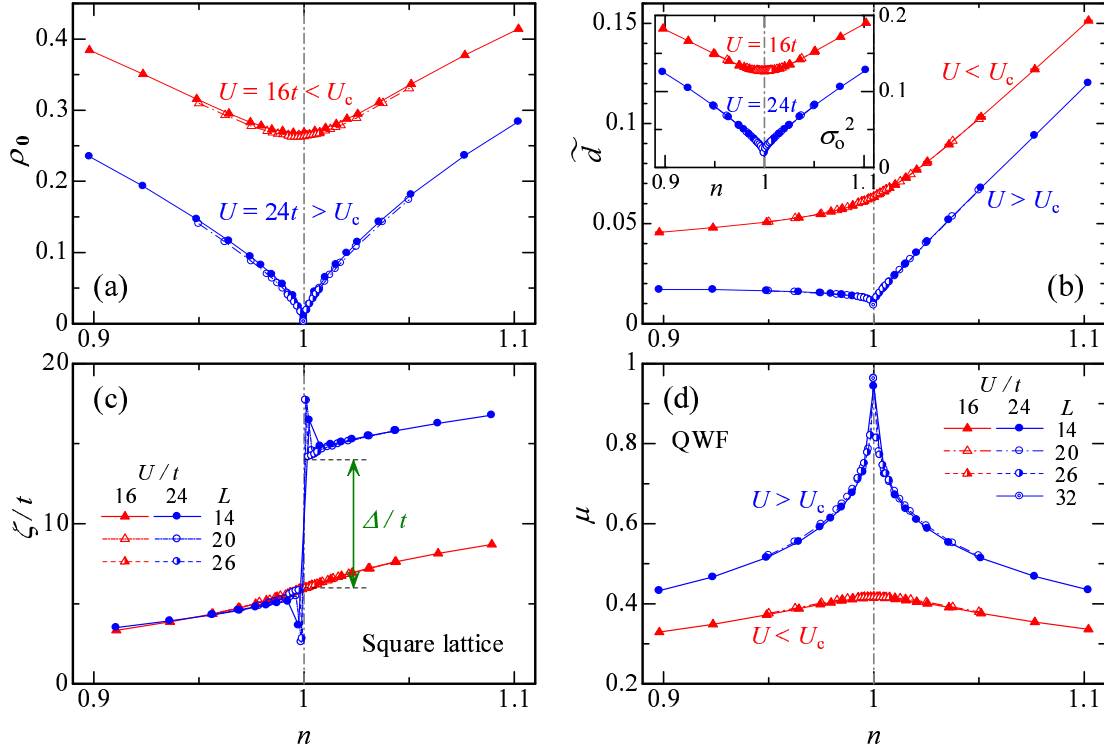 0.4
0.3
0.2
0.1
0
ρ₀
U = 16t < Uc
U = 24t > Uc
(a)
0.9
1
1.1
0.15
0.1
0.05
0
d̃
U = 16t
U = 24t
σₒ²
0.2
0.1
0
0.9
n
1
1.1
U < Uc
U > Uc
(b)
0.9
1
1.1
20
10
0
ζ/t
(c)
U / t
16 24 L
14
20
26
Δ/t
Square lattice
0.9
1
1.1
n
1
0.8
0.6
0.4
0.2
μ
(d)
QWF
U / t
16 24 L
14
20
26
32
U > Uc
U < Uc
0.9
1
1.1
n